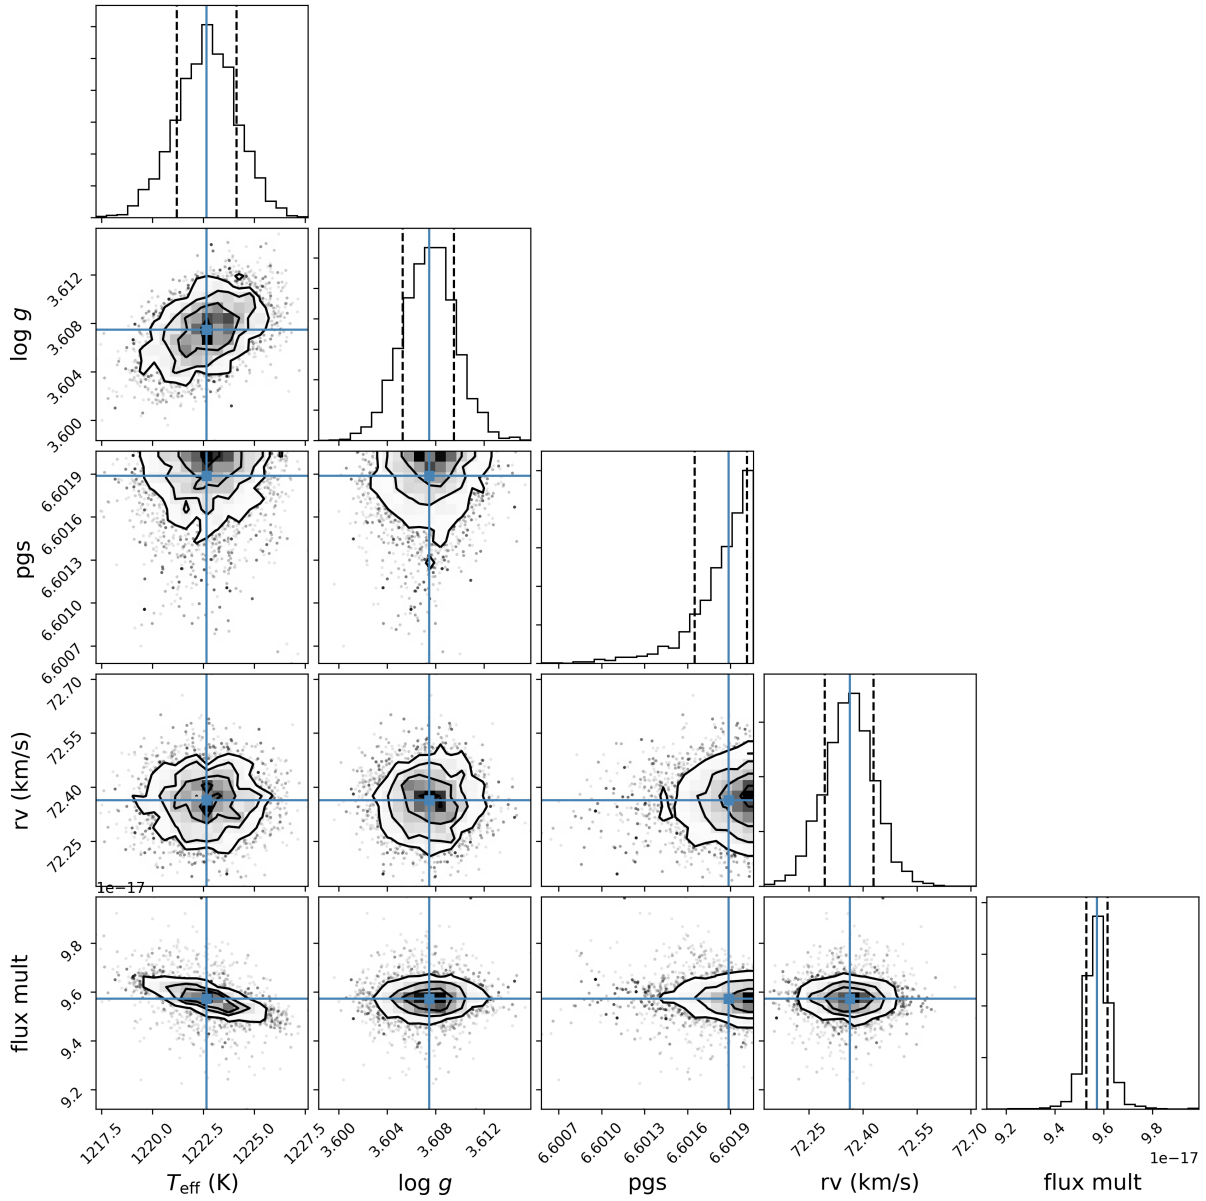 3.612
3.608
3.604
3.600
log g
6.6019
6.6016
6.6013
6.6010
6.6007
pgs
72.70
72.55
72.40
72.25
rv (km/s)
1e−17
9.8
9.6
9.4
9.2
flux mult
1217.5 1220.0 1222.5 1225.0 1227.5
3.600 3.604 3.608 3.612
6.6007 6.6010 6.6013 6.6016 6.6019
72.25 72.40 72.55 72.70
9.2 9.4 9.6 9.8
1e−17
Teff (K) log g pgs rv (km/s) flux mult